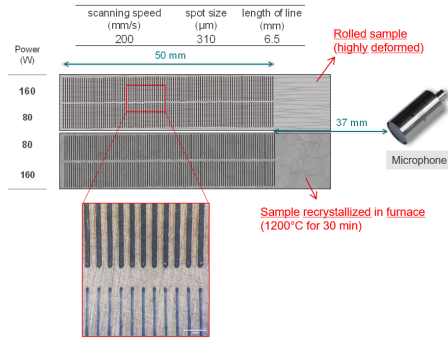 scanning speed spot size length of line
(mm/s) (µm) (mm)
200 310 6.5
Power
(W)
50 mm
Rolled sample
(highly deformed)
160
80
37 mm
80
160
Microphone
Sample recrystallized in furnace
(1200°C for 30 min)